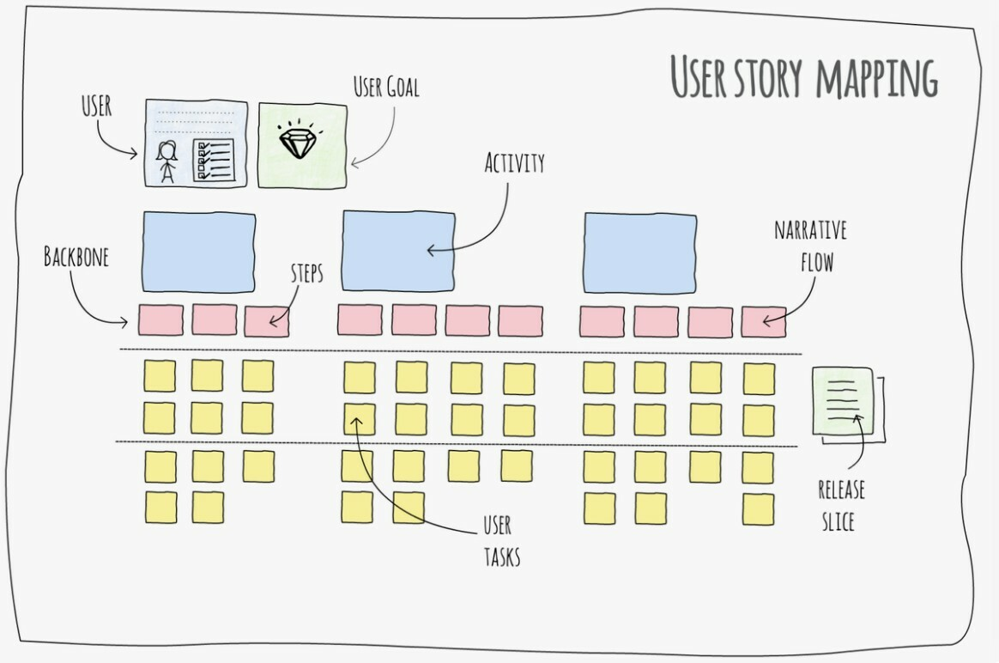 User story mapping
User
User Goal
Activity
Backbone
steps
narrative
flow
release
slice
user
tasks